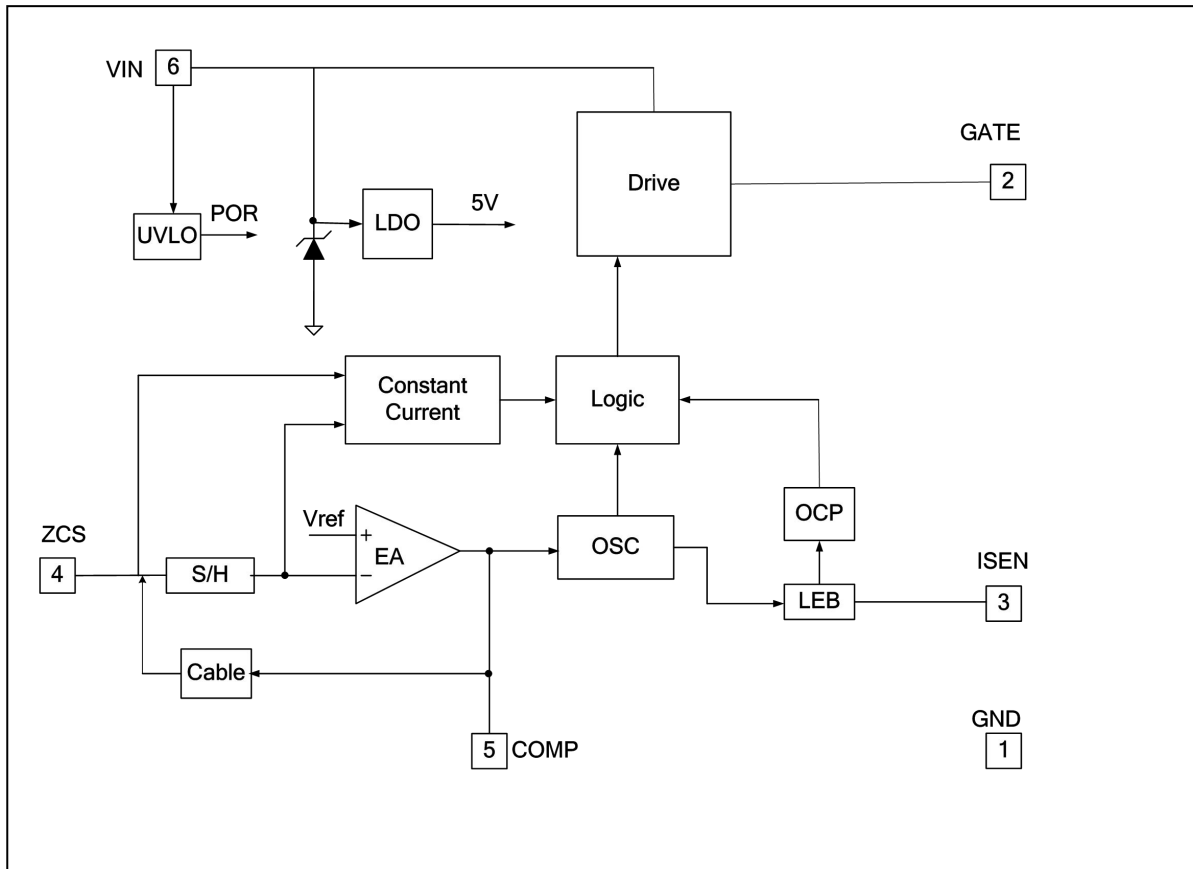 VIN
6
GATE
2
Drive
UVLO
POR
LDO
5V
Constant
Current
Logic
OCP
ZCS
4
S/H
Vref
+
EA
−
OSC
LEB
ISEN
3
Cable
5
COMP
GND
1